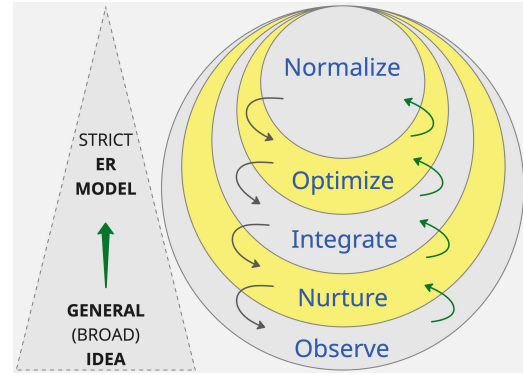 STRICT
ER
MODEL
GENERAL
(BROAD)
IDEA
Normalize
Optimize
Integrate
Nurture
Observe